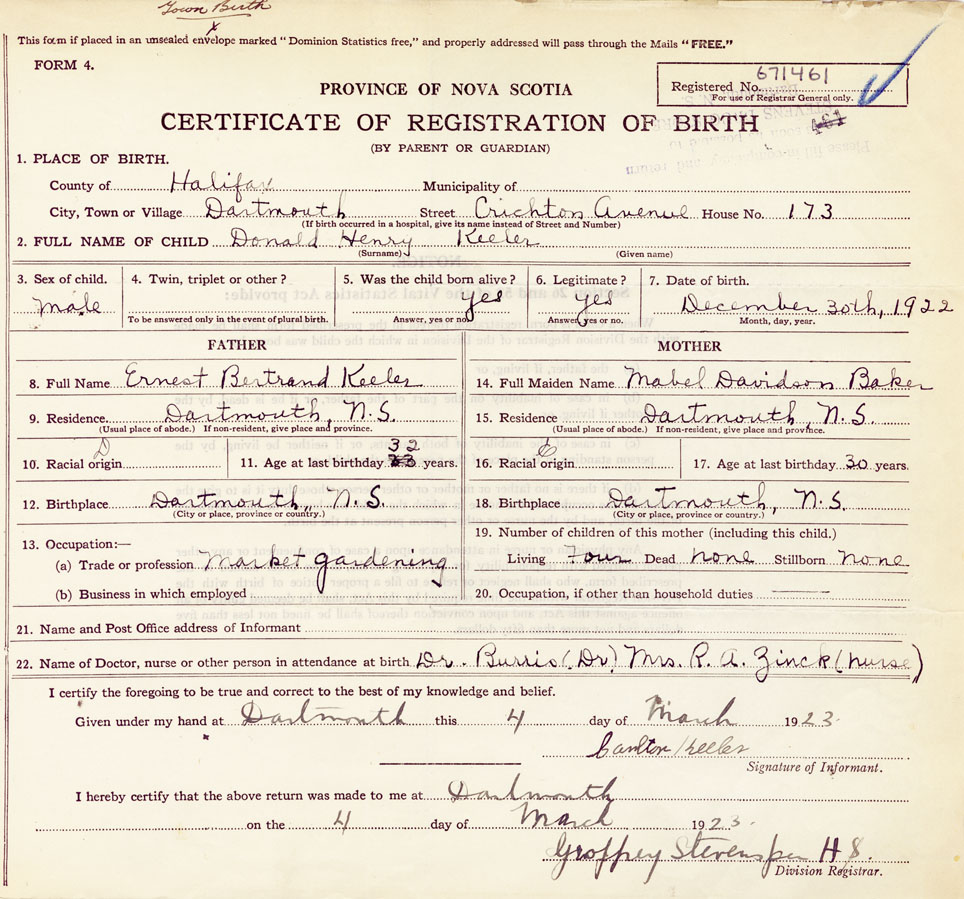 Town Birth
x
This form if placed in an unsealed envelope marked "Dominion Statistics free," and properly addressed will pass through the Mails "FREE."
FORM 4.
Registered No. 671461
For use of Registrar General only.
PROVINCE OF NOVA SCOTIA
CERTIFICATE OF REGISTRATION OF BIRTH
(BY PARENT OR GUARDIAN)
1. PLACE OF BIRTH.
County of Halifax Municipality of
City, Town or Village Dartmouth Street Crichton Avenue House No. 173
(If birth occurred in a hospital, give its name instead of Street and Number)
2. FULL NAME OF CHILD Donald Henry Keeler
(Surname) (Given name)
3. Sex of child. 4. Twin, triplet or other? 5. Was the child born alive? 6. Legitimate? 7. Date of birth.
Male yes yes December 30th, 1922
To be answered only in the event of plural birth. Answer, yes or no. Answer, yes or no. Month, day, year.
FATHER MOTHER
8. Full Name Ernest Bertrand Keeler 14. Full Maiden Name Mabel Davidson Baker
9. Residence Dartmouth, N.S. 15. Residence Dartmouth, N.S.
(Usual place of abode.) If non-resident, give place and province. (Usual place of abode.) If non-resident, give place and province.
10. Racial origin 11. Age at last birthday 32 years. 16. Racial origin 17. Age at last birthday 30 years.
12. Birthplace Dartmouth, N.S. 18. Birthplace Dartmouth, N.S.
(City or place, province or country.) (City or place, province or country.)
13. Occupation:— 19. Number of children of this mother (including this child.)
(a) Trade or profession Market gardening Living Four Dead none Stillborn none
(b) Business in which employed 20. Occupation, if other than household duties
21. Name and Post Office address of Informant
22. Name of Doctor, nurse or other person in attendance at birth Dr. Burris (Dr) Mrs. R. A. Zinck (nurse)
I certify the foregoing to be true and correct to the best of my knowledge and belief.
Given under my hand at Dartmouth this 4 day of March 1923.
Keeler
Signature of Informant.
I hereby certify that the above return was made to me at Dartmouth
on the 4 day of March 1923.
Geoffrey Stevens per H S.
Division Registrar.